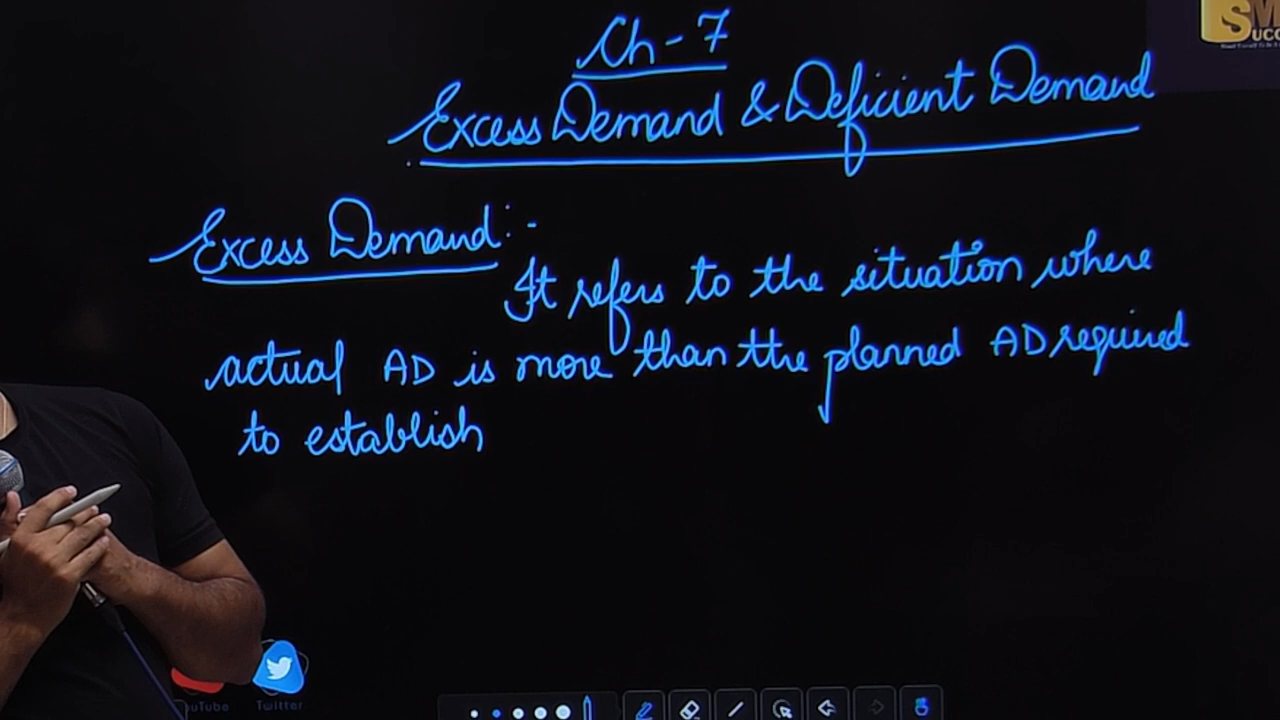 Ch-7
Excess Demand & Deficient Demand
Excess Demand:-
It refers to the situation where
actual AD is more than the planned AD required
to establish
Twitter